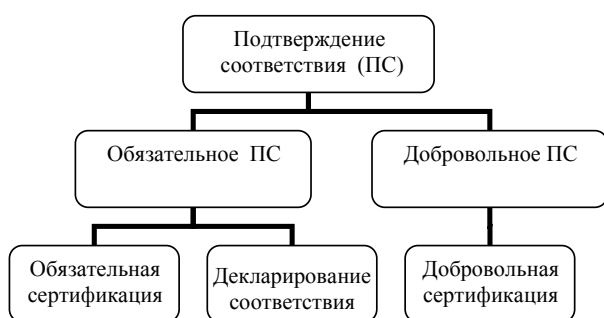 Подтверждение
соответствия (ПС)
Обязательное ПС
Добровольное ПС
Обязательная
сертификация
Декларирование
соответствия
Добровольная
сертификация